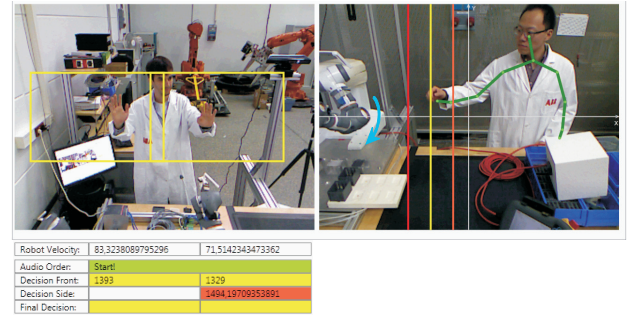 ABB
X
Robot Velocity: 83,3238089795296 71,5142343473362
Audio Order: Start!
Decision Front: 1393 1329
Decision Side: 1494,19709353891
Final Decision: